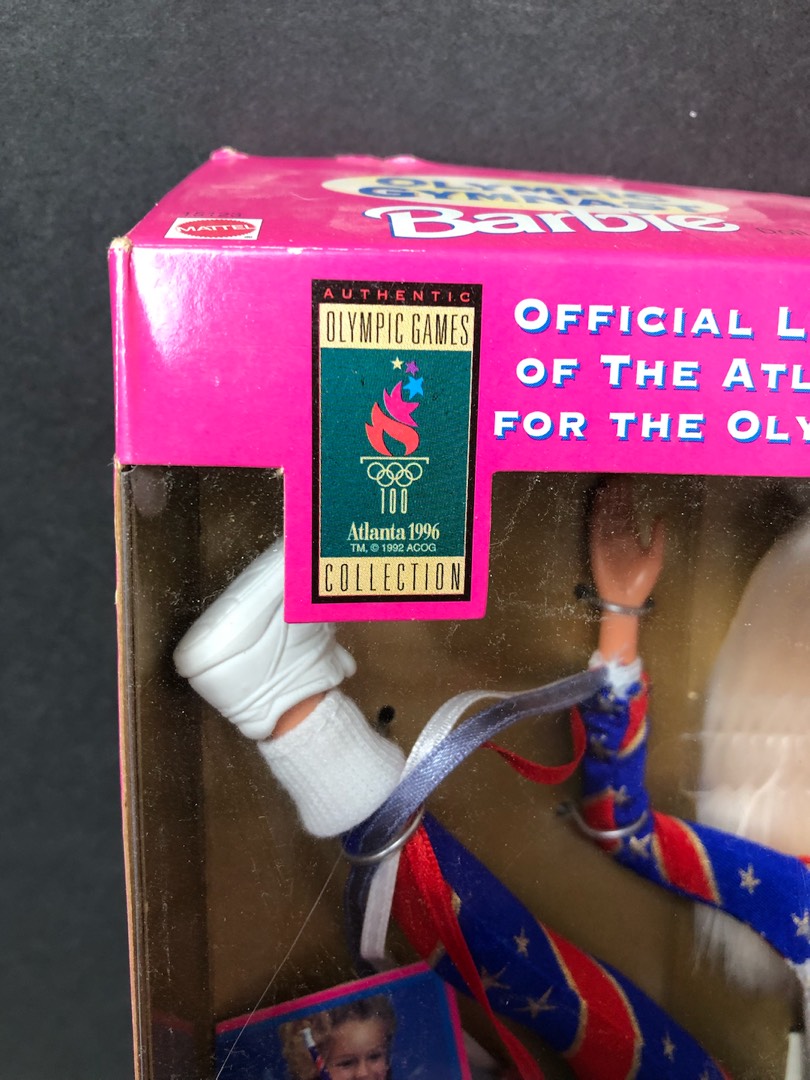 OLYMPIC
GYMNAST
Barbie
MATTEL
AUTHENTIC
OLYMPIC GAMES
100
Atlanta 1996
TM, © 1992 ACOG
COLLECTION
OFFICIAL L
OF THE ATL
FOR THE OLY